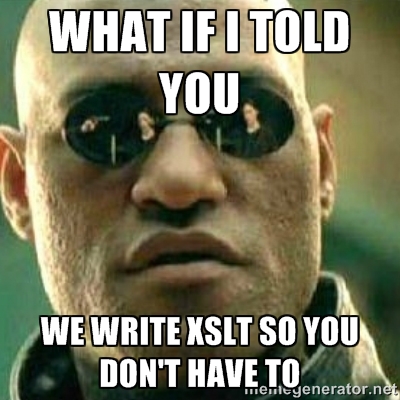 WHAT IF I TOLD
YOU
WE WRITE XSLT SO YOU
DON'T HAVE TO
memegenerator.net